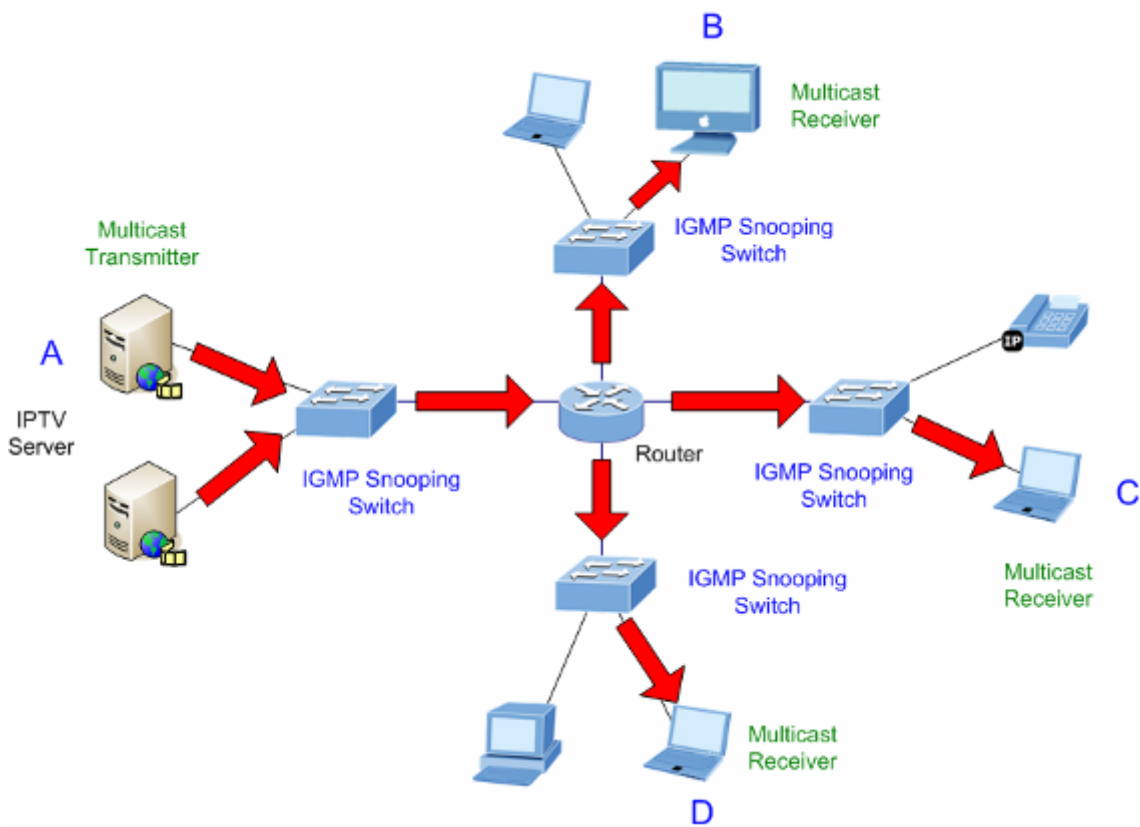 B
Multicast
Receiver
IGMP Snooping
Switch
Multicast
Transmitter
A
IPTV
Server
IGMP Snooping
Switch
Router
IP
IGMP Snooping
Switch
C
Multicast
Receiver
IGMP Snooping
Switch
Multicast
Receiver
D